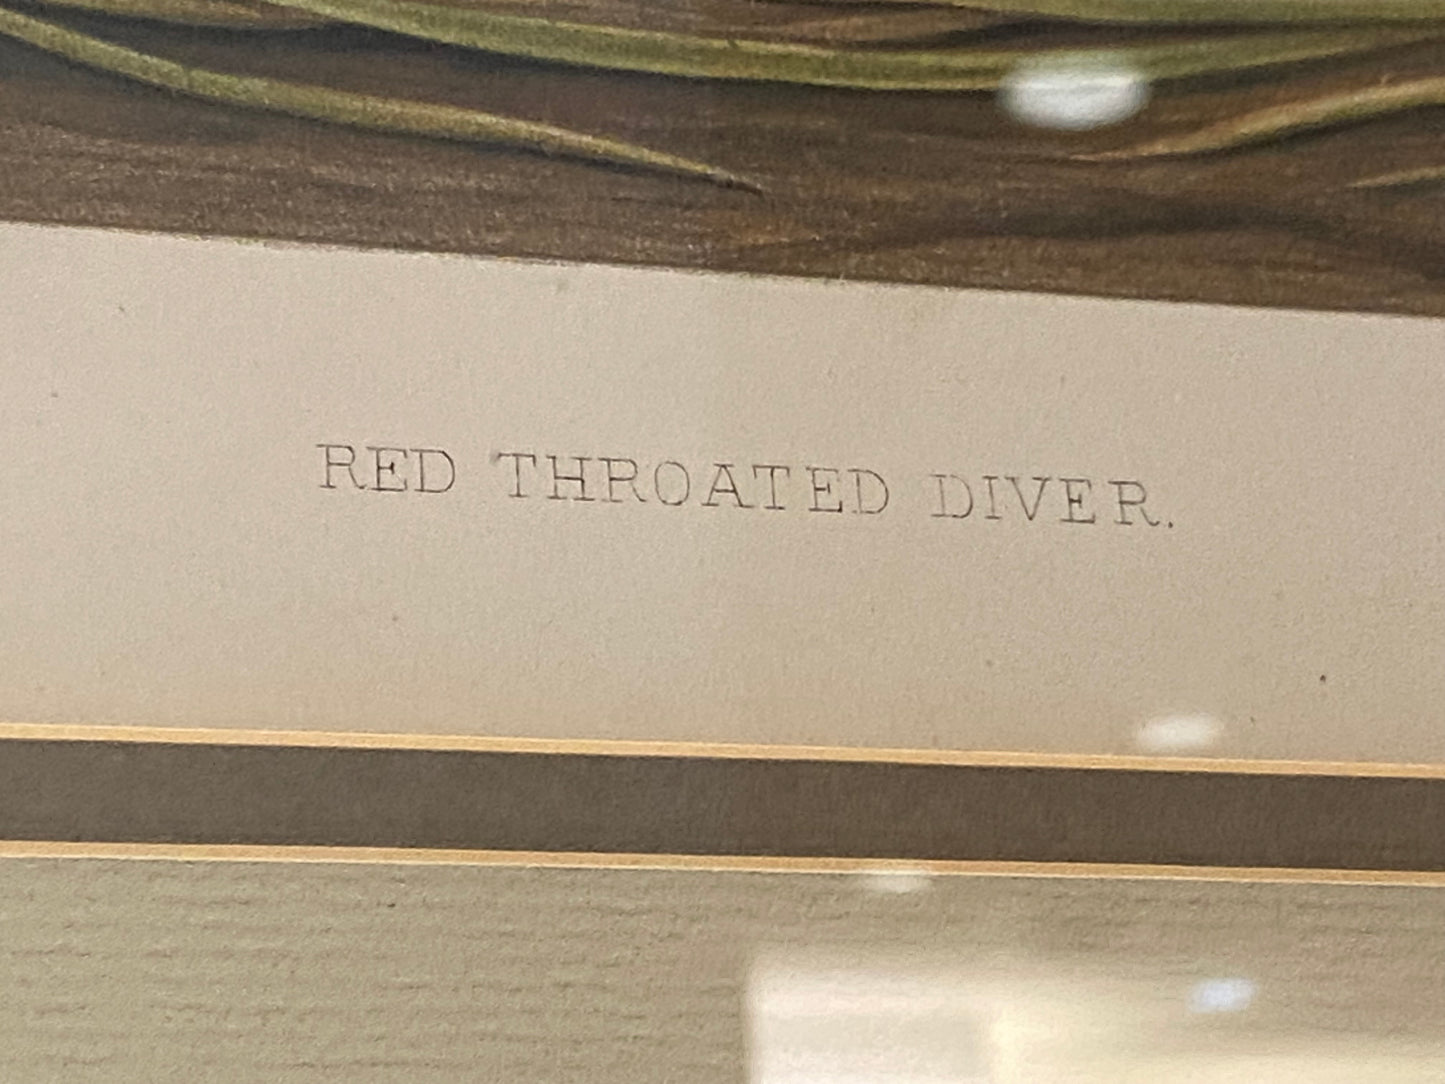 RED THROATED DIVER.